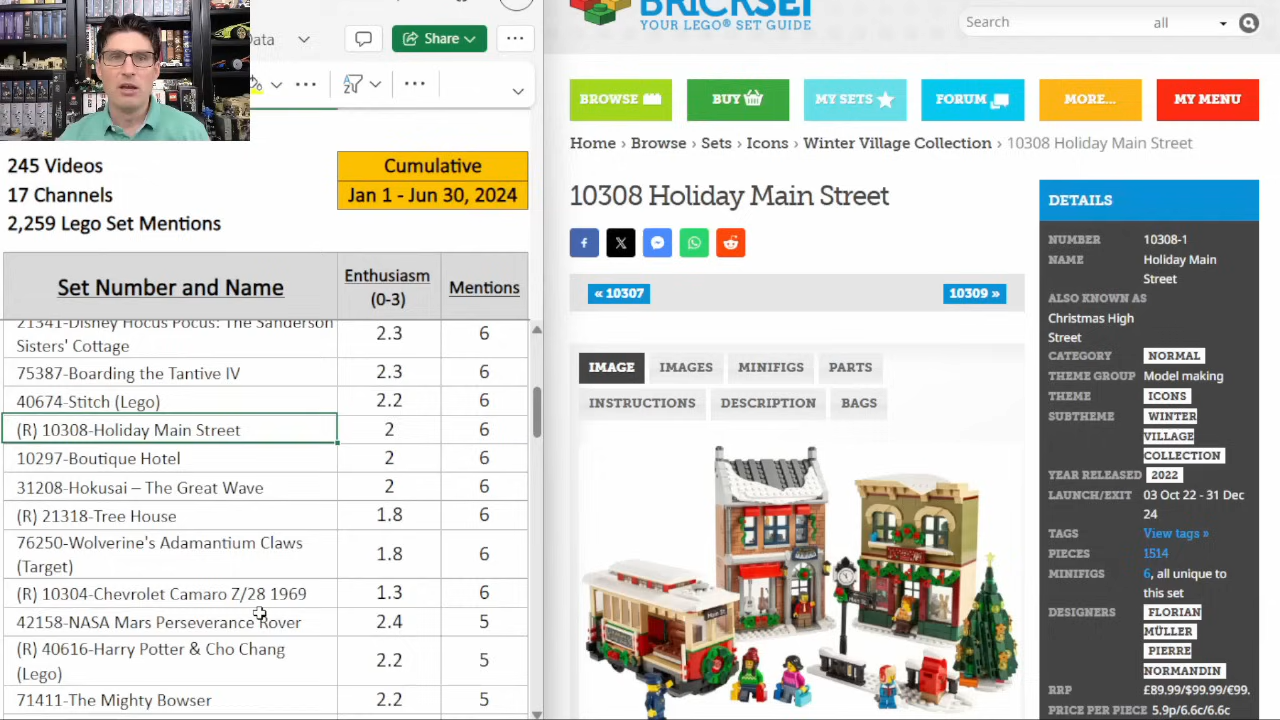 ata
Share
...
...
...
245 Videos
17 Channels
2,259 Lego Set Mentions
Cumulative
Jan 1 - Jun 30, 2024
Set Number and Name
Enthusiasm
(0-3)
Mentions
21341-Disney Hocus Pocus: The Sanderson
Sisters' Cottage
2.3
6
75387-Boarding the Tantive IV
2.3
6
40674-Stitch (Lego)
2.2
6
(R) 10308-Holiday Main Street
2
6
10297-Boutique Hotel
2
6
31208-Hokusai – The Great Wave
2
6
(R) 21318-Tree House
1.8
6
76250-Wolverine's Adamantium Claws
(Target)
1.8
6
(R) 10304-Chevrolet Camaro Z/28 1969
1.3
6
42158-NASA Mars Perseverance Rover
2.4
5
(R) 40616-Harry Potter & Cho Chang
(Lego)
2.2
5
71411-The Mighty Bowser
2.2
5
BRICKSET
YOUR LEGO® SET GUIDE
Search
all
BROWSE
BUY
MY SETS
FORUM
MORE...
MY MENU
Home › Browse › Sets › Icons › Winter Village Collection › 10308 Holiday Main Street
10308 Holiday Main Street
« 10307
10309 »
IMAGE
IMAGES
MINIFIGS
PARTS
INSTRUCTIONS
DESCRIPTION
BAGS
DETAILS
NUMBER
10308-1
NAME
Holiday Main
Street
ALSO KNOWN AS
Christmas High
Street
CATEGORY
NORMAL
THEME GROUP
Model making
THEME
ICONS
SUBTHEME
WINTER
VILLAGE
COLLECTION
YEAR RELEASED
2022
LAUNCH/EXIT
03 Oct 22 - 31 Dec
24
TAGS
View tags »
PIECES
1514
MINIFIGS
6, all unique to
this set
DESIGNERS
FLORIAN
MÜLLER
PIERRE
NORMANDIN
RRP
£89.99/$99.99/€99.
PRICE PER PIECE
5.9p/6.6c/6.6c